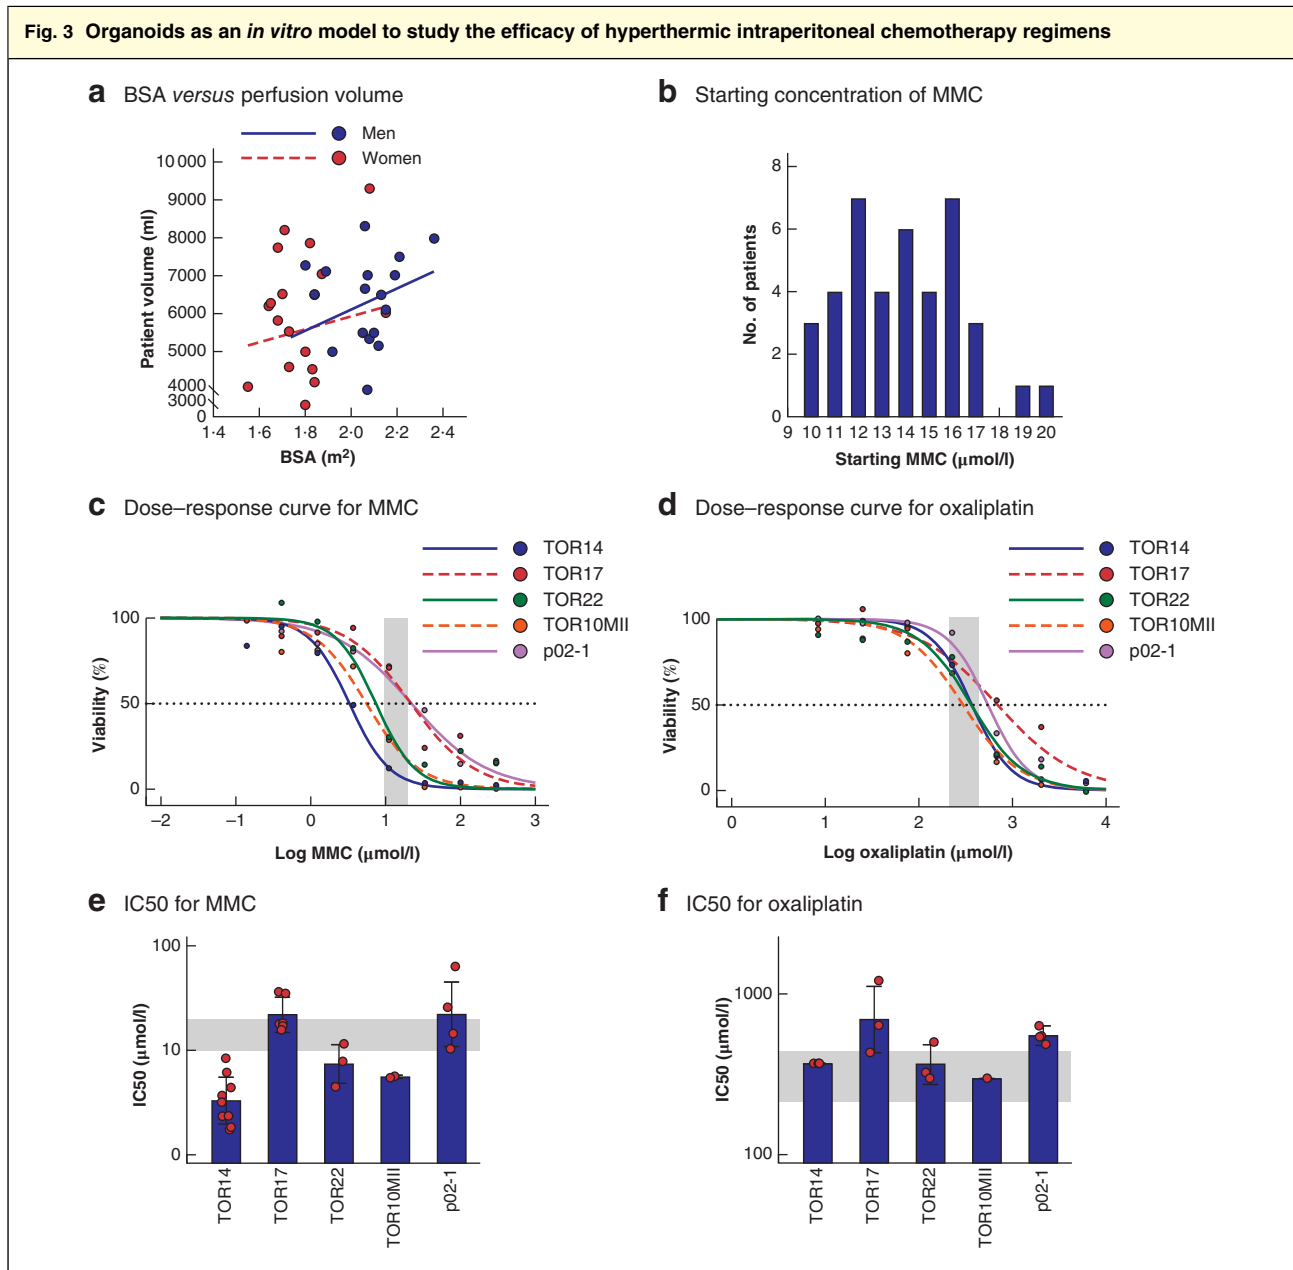 Fig. 3 Organoids as an in vitro model to study the efficacy of hyperthermic intraperitoneal chemotherapy regimens
a BSA versus perfusion volume
Men
Women
10 000
9000
8000
7000
6000
5000
4000
3000
0
Patient volume (ml)
1·4 1·6 1·8 2·0 2·2 2·4
BSA (m²)
b Starting concentration of MMC
8
6
4
2
0
No. of patients
9 10 11 12 13 14 15 16 17 18 19 20
Starting MMC (μmol/l)
c Dose–response curve for MMC
TOR14
TOR17
TOR22
TOR10MII
p02-1
100
50
0
Viability (%)
−2 −1 0 1 2 3
Log MMC (μmol/l)
d Dose–response curve for oxaliplatin
TOR14
TOR17
TOR22
TOR10MII
p02-1
100
50
0
Viability (%)
0 1 2 3 4
Log oxaliplatin (μmol/l)
e IC50 for MMC
100
10
0
IC50 (μmol/l)
TOR14
TOR17
TOR22
TOR10MII
p02-1
f IC50 for oxaliplatin
1000
100
IC50 (μmol/l)
TOR14
TOR17
TOR22
TOR10MII
p02-1